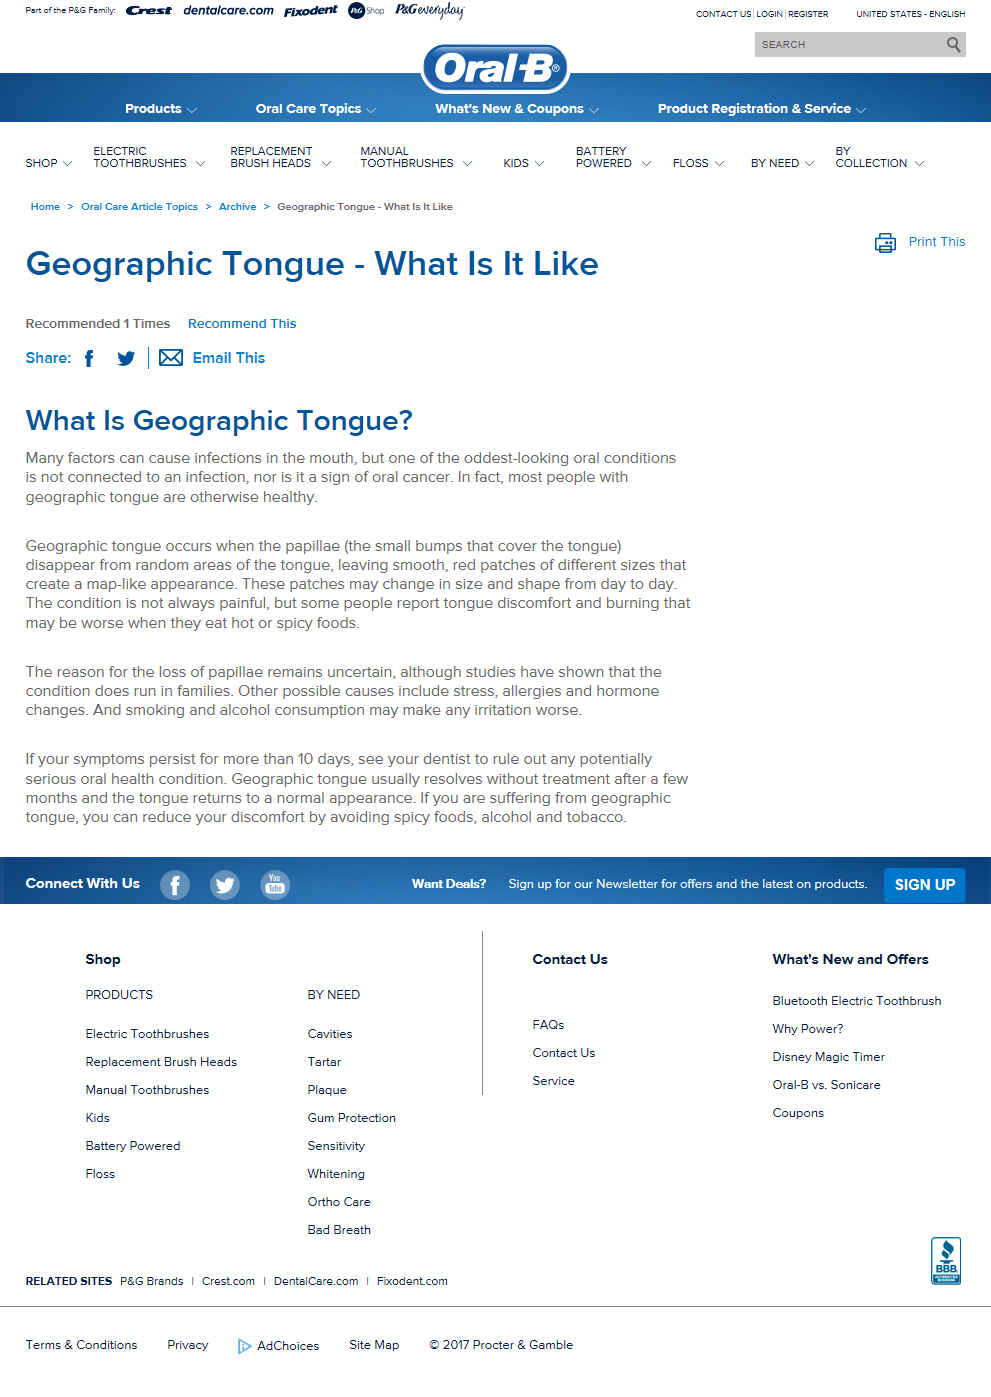 Part of the P&G Family: Crest dentalcare.com Fixodent P&G Shop P&G everyday
CONTACT US | LOGIN | REGISTER UNITED STATES - ENGLISH
SEARCH
Oral-B®
Products Oral Care Topics What's New & Coupons Product Registration & Service
SHOP ELECTRIC TOOTHBRUSHES REPLACEMENT BRUSH HEADS MANUAL TOOTHBRUSHES KIDS BATTERY POWERED FLOSS BY NEED BY COLLECTION
Home > Oral Care Article Topics > Archive > Geographic Tongue - What Is It Like
Print This
Geographic Tongue - What Is It Like
Recommended 1 Times Recommend This
Share: Email This
What Is Geographic Tongue?
Many factors can cause infections in the mouth, but one of the oddest-looking oral conditions
is not connected to an infection, nor is it a sign of oral cancer. In fact, most people with
geographic tongue are otherwise healthy.
Geographic tongue occurs when the papillae (the small bumps that cover the tongue)
disappear from random areas of the tongue, leaving smooth, red patches of different sizes that
create a map-like appearance. These patches may change in size and shape from day to day.
The condition is not always painful, but some people report tongue discomfort and burning that
may be worse when they eat hot or spicy foods.
The reason for the loss of papillae remains uncertain, although studies have shown that the
condition does run in families. Other possible causes include stress, allergies and hormone
changes. And smoking and alcohol consumption may make any irritation worse.
If your symptoms persist for more than 10 days, see your dentist to rule out any potentially
serious oral health condition. Geographic tongue usually resolves without treatment after a few
months and the tongue returns to a normal appearance. If you are suffering from geographic
tongue, you can reduce your discomfort by avoiding spicy foods, alcohol and tobacco.
Connect With Us You Tube Want Deals? Sign up for our Newsletter for offers and the latest on products. SIGN UP
Shop
PRODUCTS
Electric Toothbrushes
Replacement Brush Heads
Manual Toothbrushes
Kids
Battery Powered
Floss
BY NEED
Cavities
Tartar
Plaque
Gum Protection
Sensitivity
Whitening
Ortho Care
Bad Breath
Contact Us
FAQs
Contact Us
Service
What's New and Offers
Bluetooth Electric Toothbrush
Why Power?
Disney Magic Timer
Oral-B vs. Sonicare
Coupons
BBB.
ACCREDITED
BUSINESS
RELATED SITES P&G Brands | Crest.com | DentalCare.com | Fixodent.com
Terms & Conditions Privacy AdChoices Site Map © 2017 Procter & Gamble